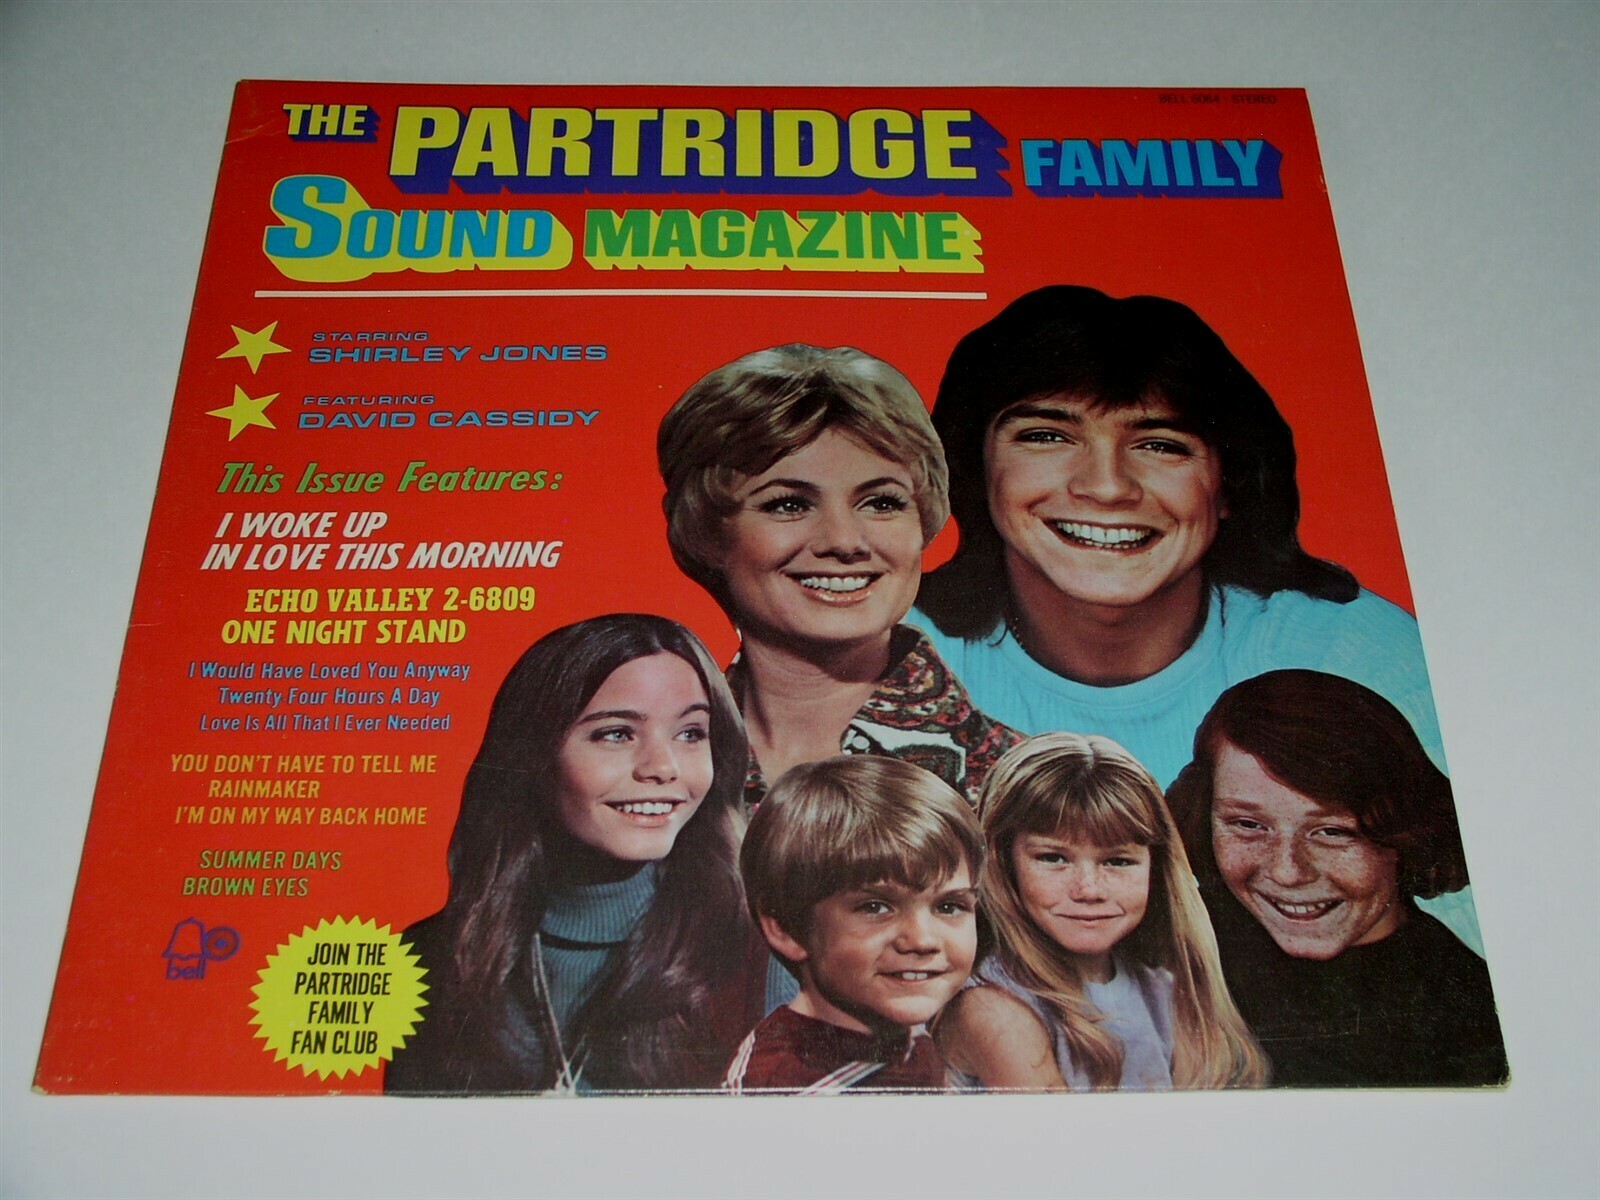 BELL 6064 · STEREO
THE PARTRIDGE FAMILY
SOUND MAGAZINE
STARRING
SHIRLEY JONES
FEATURING
DAVID CASSIDY
This Issue Features:
I WOKE UP
IN LOVE THIS MORNING
ECHO VALLEY 2-6809
ONE NIGHT STAND
I Would Have Loved You Anyway
Twenty Four Hours A Day
Love Is All That I Ever Needed
YOU DON'T HAVE TO TELL ME
RAINMAKER
I'M ON MY WAY BACK HOME
SUMMER DAYS
BROWN EYES
bell
JOIN THE
PARTRIDGE
FAMILY
FAN CLUB